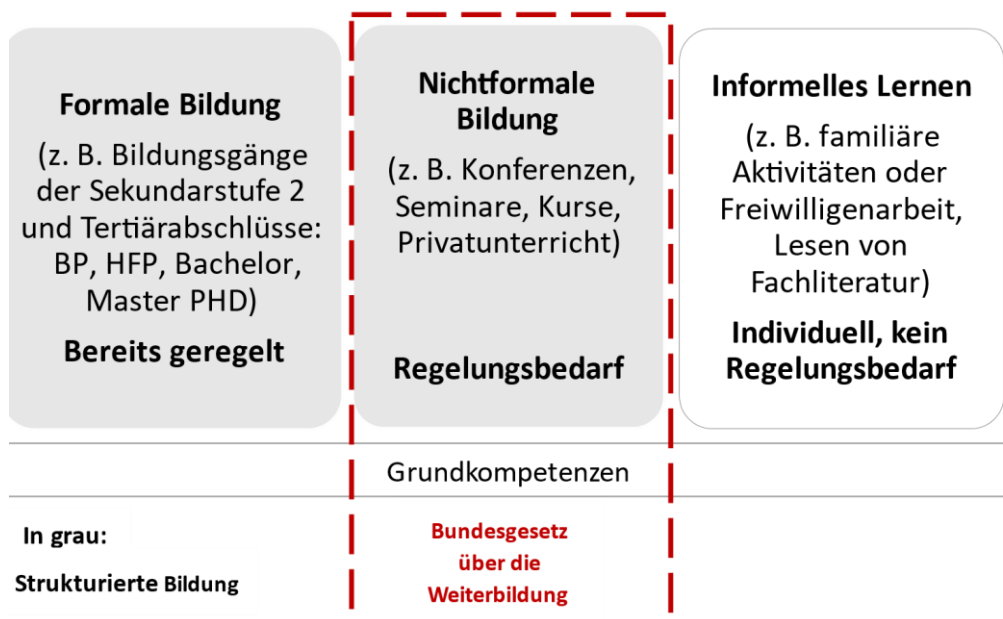 Formale Bildung
(z. B. Bildungsgänge
der Sekundarstufe 2
und Tertiärabschlüsse:
BP, HFP, Bachelor,
Master PHD)
Bereits geregelt
Nichtformale
Bildung
(z. B. Konferenzen,
Seminare, Kurse,
Privatunterricht)
Regelungsbedarf
Informelles Lernen
(z. B. familiäre
Aktivitäten oder
Freiwilligenarbeit,
Lesen von
Fachliteratur)
Individuell, kein
Regelungsbedarf
Grundkompetenzen
In grau:
Strukturierte Bildung
Bundesgesetz
über die
Weiterbildung